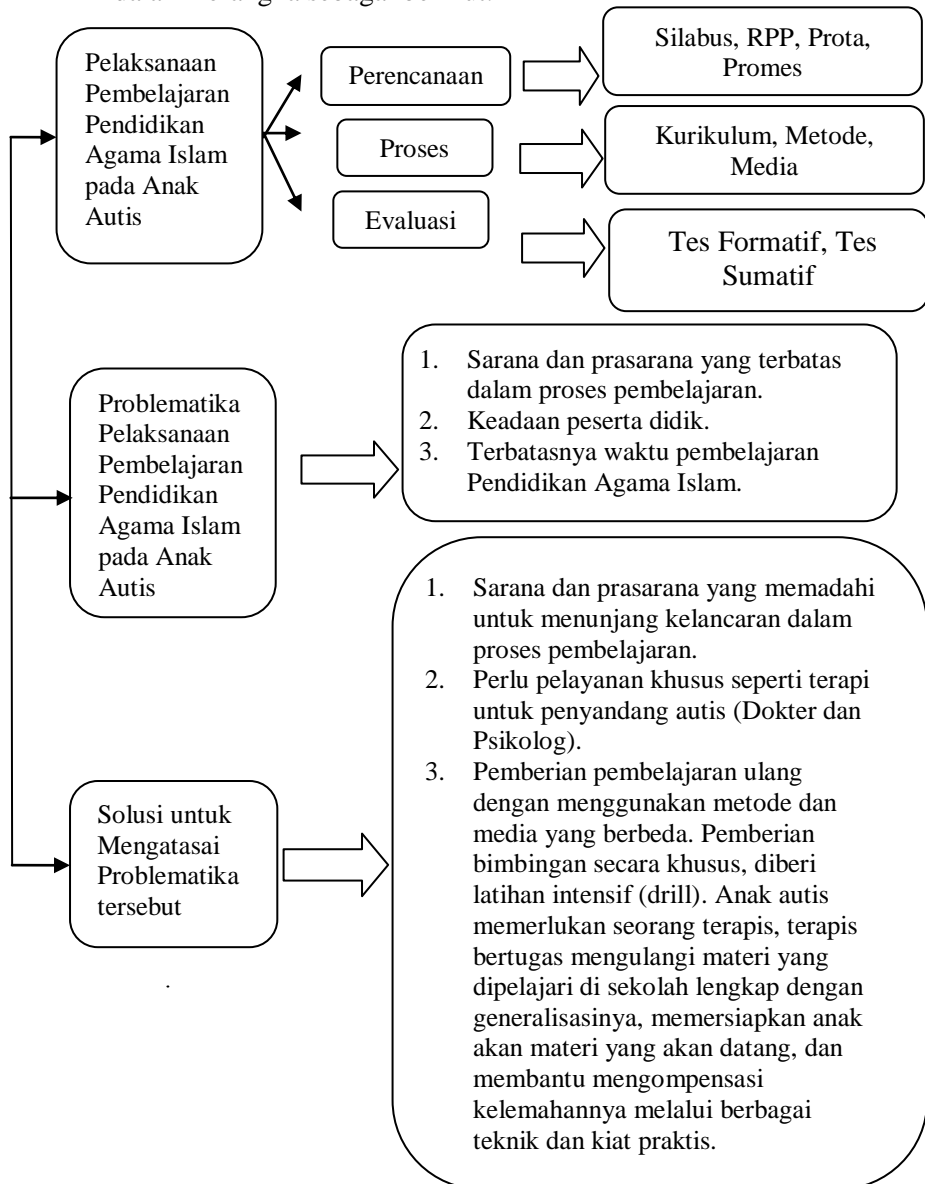 Pelaksanaan
Pembelajaran
Pendidikan
Agama Islam
pada Anak
Autis
Perencanaan
Proses
Evaluasi
Silabus, RPP, Prota,
Promes
Kurikulum, Metode,
Media
Tes Formatif, Tes
Sumatif
Problematika
Pelaksanaan
Pembelajaran
Pendidikan
Agama Islam
pada Anak
Autis
1. Sarana dan prasarana yang terbatas
dalam proses pembelajaran.
2. Keadaan peserta didik.
3. Terbatasnya waktu pembelajaran
Pendidikan Agama Islam.
Solusi untuk
Mengatasai
Problematika
tersebut
.
1. Sarana dan prasarana yang memadahi
untuk menunjang kelancaran dalam
proses pembelajaran.
2. Perlu pelayanan khusus seperti terapi
untuk penyandang autis (Dokter dan
Psikolog).
3. Pemberian pembelajaran ulang
dengan menggunakan metode dan
media yang berbeda. Pemberian
bimbingan secara khusus, diberi
latihan intensif (drill). Anak autis
memerlukan seorang terapis, terapis
bertugas mengulangi materi yang
dipelajari di sekolah lengkap dengan
generalisasinya, memersiapkan anak
akan materi yang akan datang, dan
membantu mengompensasi
kelemahannya melalui berbagai
teknik dan kiat praktis.